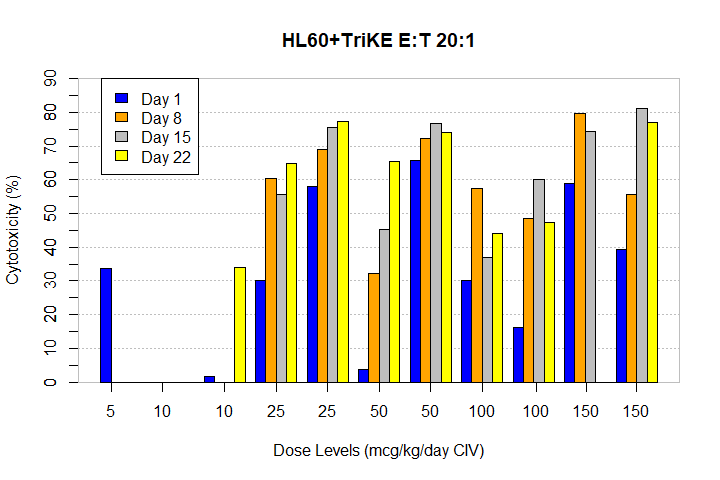 HL60+TriKE E:T 20:1
Day 1
Day 8
Day 15
Day 22
Cytotoxicity (%)
90
80
70
60
50
40
30
20
10
0
5 10 10 25 25 50 50 100 100 150 150
Dose Levels (mcg/kg/day CIV)